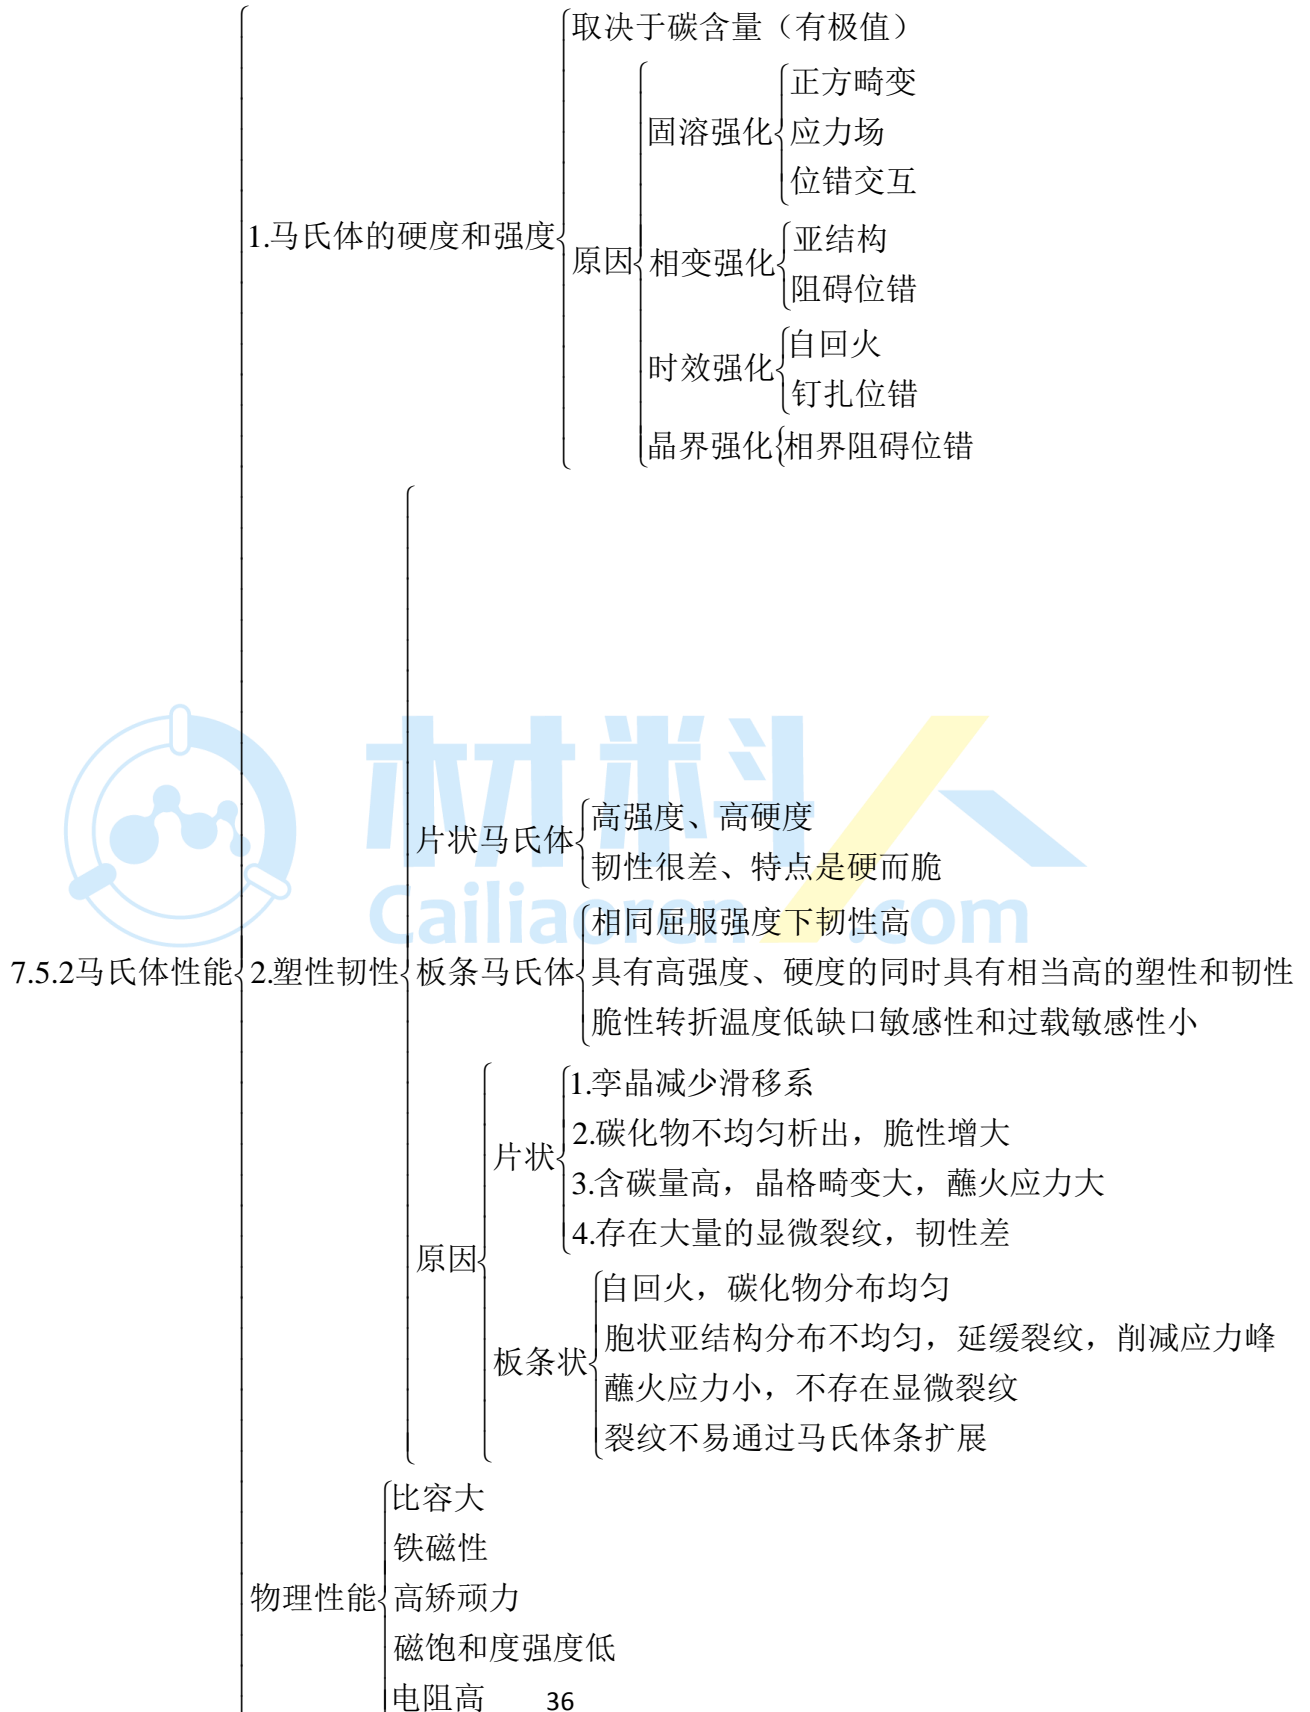 取决于碳含量（有极值）
正方畸变
固溶强化 应力场
位错交互
1.马氏体的硬度和强度
原因
相变强化 亚结构
阻碍位错
时效强化 自回火
钉扎位错
晶界强化 相界阻碍位错
材料人
Cailiaoren.com
7.5.2马氏体性能
2.塑性韧性
片状马氏体 高强度、高硬度
韧性很差、特点是硬而脆
板条马氏体 相同屈服强度下韧性高
具有高强度、硬度的同时具有相当高的塑性和韧性
脆性转折温度低缺口敏感性和过载敏感性小
原因
片状 1.孪晶减少滑移系
2.碳化物不均匀析出，脆性增大
3.含碳量高，晶格畸变大，蘸火应力大
4.存在大量的显微裂纹，韧性差
板条状 自回火，碳化物分布均匀
胞状亚结构分布不均匀，延缓裂纹，削减应力峰
蘸火应力小，不存在显微裂纹
裂纹不易通过马氏体条扩展
物理性能 比容大
铁磁性
高矫顽力
磁饱和度强度低
电阻高
36